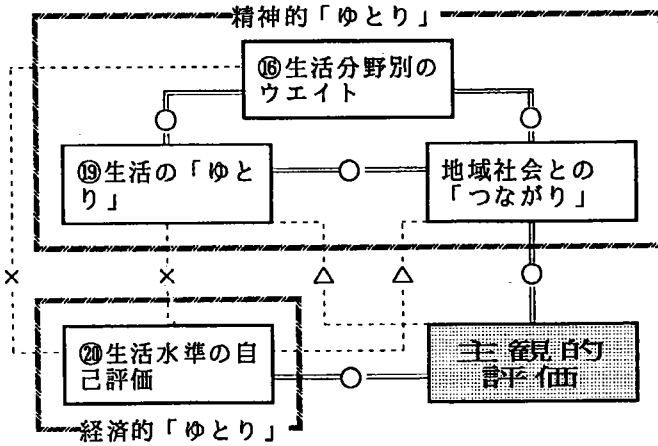 精神的「ゆとり」
⑯生活分野別の
ウエイト
○
○
⑲生活の「ゆと
り」
○
地域社会との
「つながり」
×
×
△
△
○
⑳生活水準の自
己評価
○
主観的
評価
経済的「ゆとり」